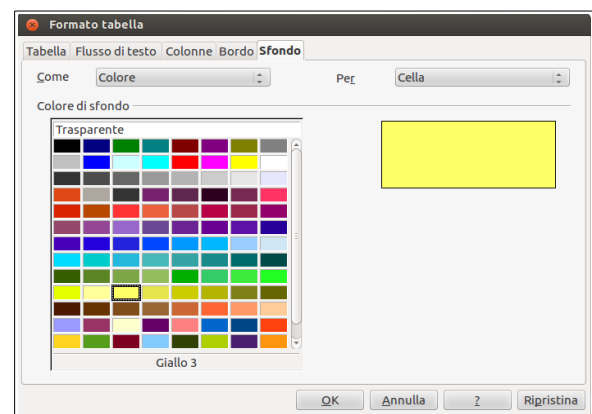 Formato tabella
Tabella Flusso di testo Colonne Bordo Sfondo
Come Colore Per Cella
Colore di sfondo
Trasparente
Giallo 3
OK Annulla ? Ripristina